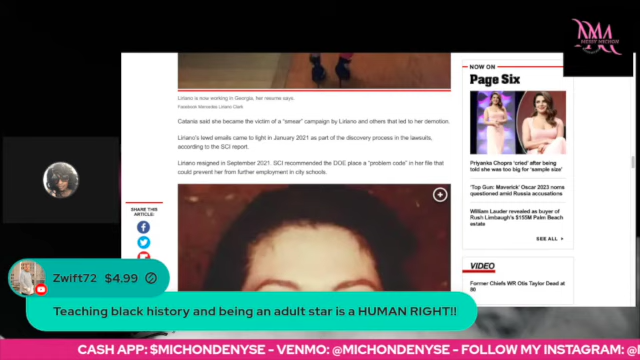 Liriano is now working in Georgia, her resume says.
Facebook Mercedes Liriano Clark
Catania said she became the victim of a "smear" campaign by Liriano and others that led to her demotion.
Liriano's lewd emails came to light in January 2021 as part of the discovery process in the lawsuits,
according to the SCI report.
Liriano resigned in September 2021. SCI recommended the DOE place a "problem code" in her file that
could prevent her from further employment in city schools.
SHARE THIS
ARTICLE:
NOW ON
Page Six
Priyanka Chopra 'cried' after being
told she was too big for 'sample size'
'Top Gun: Maverick' Oscar 2023 noms
questioned amid Russia accusations
William Lauder revealed as buyer of
Rush Limbaugh's $155M Palm Beach
estate
SEE ALL
VIDEO
Former Chiefs WR Otis Taylor Dead at
80
Zwift72 $4.99
Teaching black history and being an adult star is a HUMAN RIGHT!!
CASH APP: $MICHONDENYSE ~ VENMO: @MICHONDENYSE ~ FOLLOW MY INSTAGRAM: @